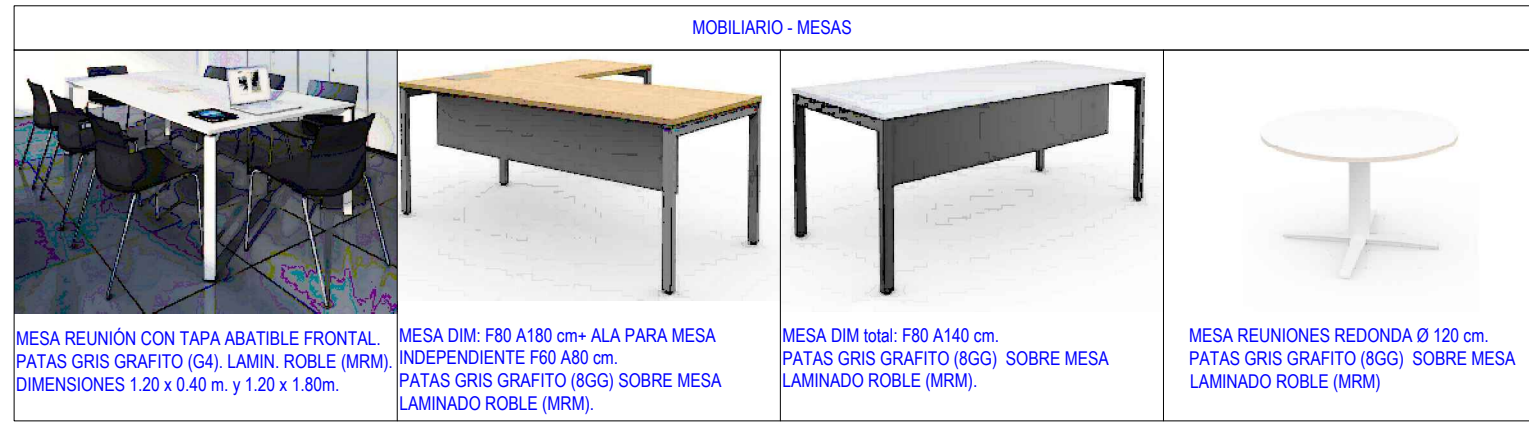 MOBILIARIO - MESAS
MESA REUNIÓN CON TAPA ABATIBLE FRONTAL.
PATAS GRIS GRAFITO (G4). LAMIN. ROBLE (MRM).
DIMENSIONES 1.20 x 0.40 m. y 1.20 x 1.80m.
MESA DIM: F80 A180 cm+ ALA PARA MESA
INDEPENDIENTE F60 A80 cm.
PATAS GRIS GRAFITO (8GG) SOBRE MESA
LAMINADO ROBLE (MRM).
MESA DIM total: F80 A140 cm.
PATAS GRIS GRAFITO (8GG) SOBRE MESA
LAMINADO ROBLE (MRM).
MESA REUNIONES REDONDA Ø 120 cm.
PATAS GRIS GRAFITO (8GG) SOBRE MESA
LAMINADO ROBLE (MRM)